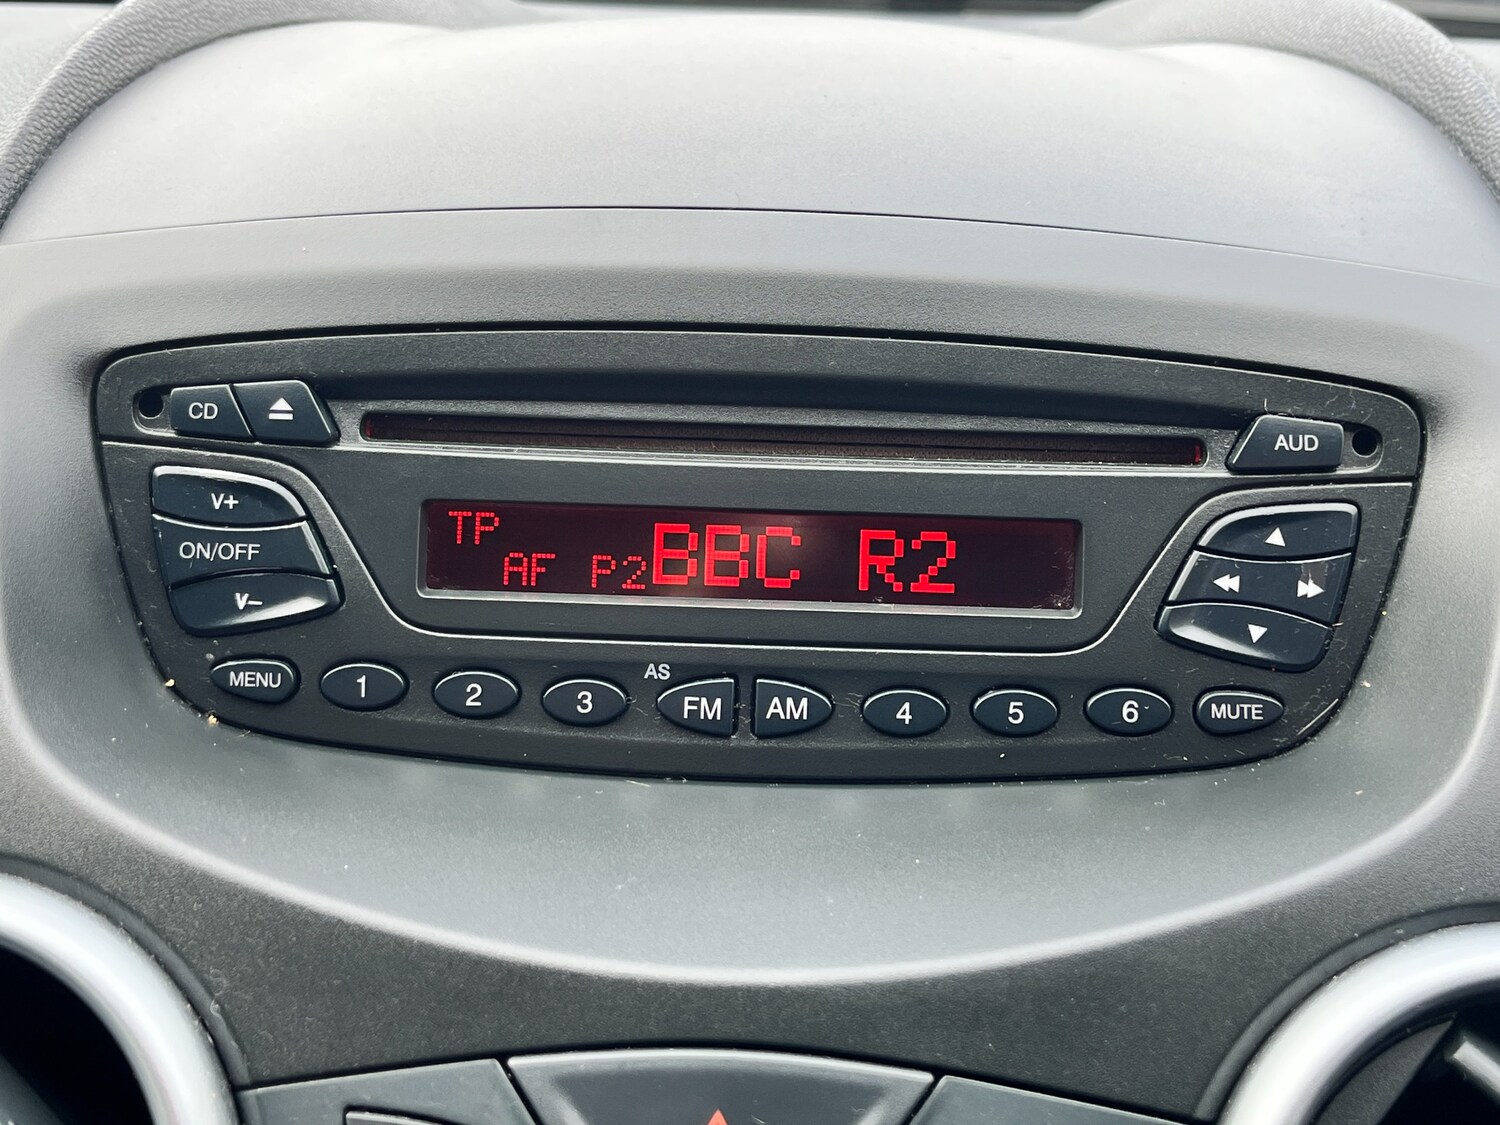 CD
AUD
V+
ON/OFF
V–
TP
AF P2 BBC R2
MENU 1 2 3 AS FM AM 4 5 6 MUTE